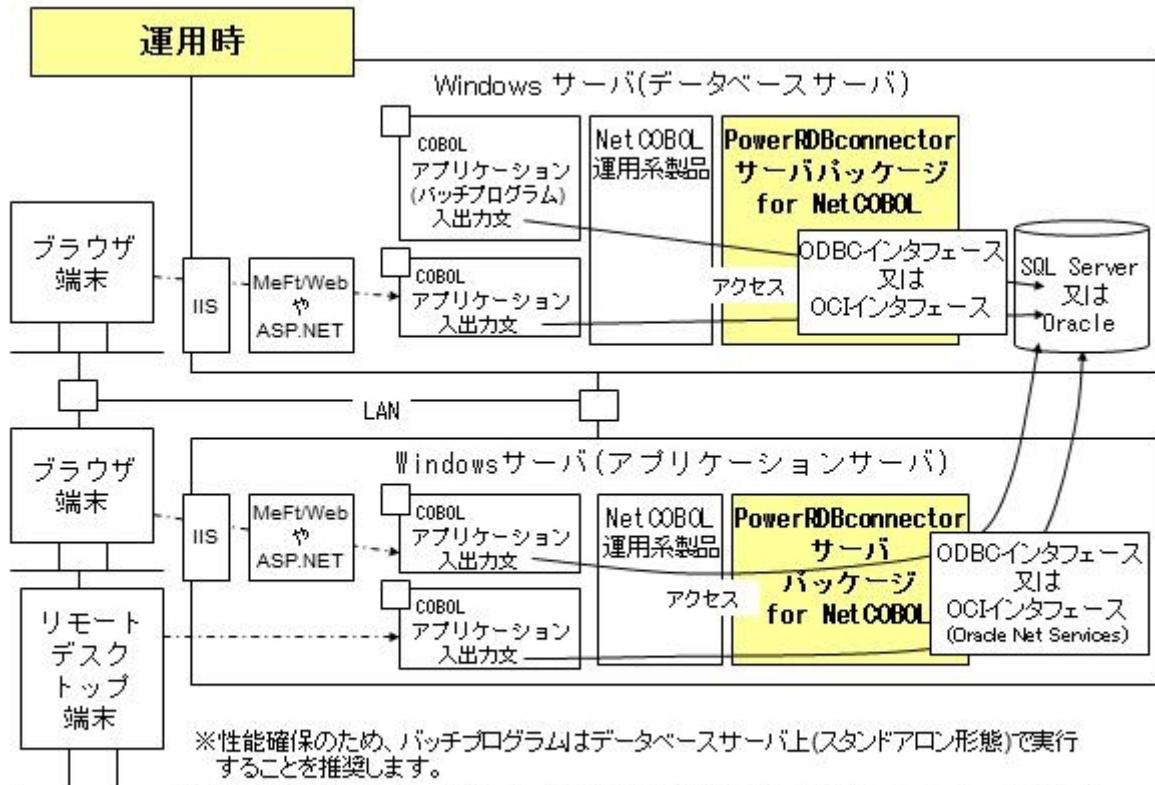 運用時
Windows サーバ(データベースサーバ)
COBOL
アプリケーション
(バッチプログラム)
入出力文
NetCOBOL
運用系製品
PowerRDBconnector
サーバパッケージ
for NetCOBOL
ブラウザ
端末
IIS
MeFt/Web
や
ASP.NET
COBOL
アプリケーション
入出力文
アクセス
ODBCインタフェース
又は
OCIインタフェース
SQL Server
又は
Oracle
LAN
Windowsサーバ(アプリケーションサーバ)
ブラウザ
端末
IIS
MeFt/Web
や
ASP.NET
COBOL
アプリケーション
入出力文
NetCOBOL
運用系製品
PowerRDBconnector
サーバ
パッケージ
for NetCOBOL
アクセス
ODBCインタフェース
又は
OCIインタフェース
(Oracle Net Services)
リモート
デスク
トップ
端末
COBOL
アプリケーション
入出力文
※性能確保のため、バッチプログラムはデータベースサーバ上(スタンドアロン形態)で実行
することを推奨します。